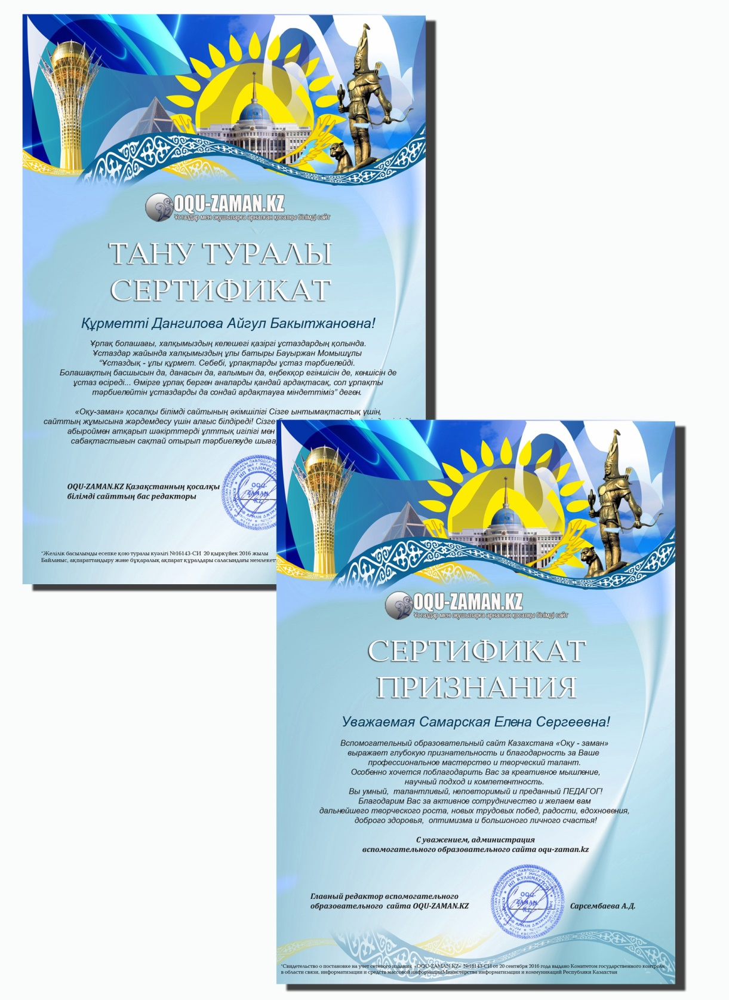 OQU-ZAMAN.KZ
Ұстаздар мен оқушыларға арналған қосалқы білімді сайт
ТАНУ ТУРАЛЫ
СЕРТИФИКАТ
Құрметті Дангилова Айгул Бакытжановна!
Ұрпақ болашағы, халқымыздың келешегі қазіргі ұстаздардың қолында.
Ұстаздар жайында халқымыздың ұлы батыры Бауыржан Момышұлы
“Ұстаздық - ұлы құрмет. Себебі, ұрпақтарды ұстаз тәрбиелейді.
Болашақтың басшысын да, данасын да, ғалымын да, еңбекқор егіншісін де, кеншісін де
ұстаз өсіреді... Өмірге ұрпақ берген аналарды қандай ардақтасақ, сол ұрпақты
тәрбиелейтін ұстаздарды да сондай ардақтауға міндеттіміз” деген.
«Оқу-заман» қосалқы білімді сайтының әкімшілігі Сізге ынтымақтастық үшін,
сайттың жұмысына жәрдемдесу үшін алғыс білдіреді! Сізге
абыроймен атқарып шәкірттерді ұлттық игілігі мен
сабақтастығын сақтай отырып тәрбиелеуде
OQU-ZAMAN.KZ Қазақстанның қосалқы
білімді сайттың бас редакторы
ИП КУЛИМБЕТОВ
OQU-
ZAMAN.
KZ
*Желілік басылымды есепке қою туралы куәлігі №16143-СИ 20 қыркүйек 2016 жылы
Байланыс, ақпараттандыру және бұқаралық ақпарат құралдары саласындағы
OQU-ZAMAN.KZ
Ұстаздар мен оқушыларға арналған қосалқы білімді сайт
СЕРТИФИКАТ
ПРИЗНАНИЯ
Уважаемая Самарская Елена Сергеевна!
Вспомогательный образовательный сайт Казахстана «Оқу - заман»
выражает глубокую признательность и благодарность за Ваше
профессиональное мастерство и творческий талант.
Особенно хочется поблагодарить Вас за креативное мышление,
научный подход и компетентность.
Вы умный, талантливый, неповторимый и преданный ПЕДАГОГ!
Благодарим Вас за активное сотрудничество и желаем вам
дальнейшего творческого роста, новых трудовых побед, радости, вдохновения,
доброго здоровья, оптимизма и большоного личного счастья!
С уважением, администрация
вспомогательного образовательного сайта oqu-zaman.kz
Главный редактор вспомогательного
образовательного сайта OQU-ZAMAN.KZ
ИП КУЛИМБЕТОВ
OQU-
ZAMAN.
KZ
Сарсембаева А.Д.
*Свидетельство о постановке на учет сетевого издания «OQU-ZAMAN.KZ» №16143-СИ от 20 сентября 2016 года выдано Комитетом государственного контроля
в области связи, информатизации и средств массовой информацииМинистерства информатизации и коммуникаций Республики Казахстан